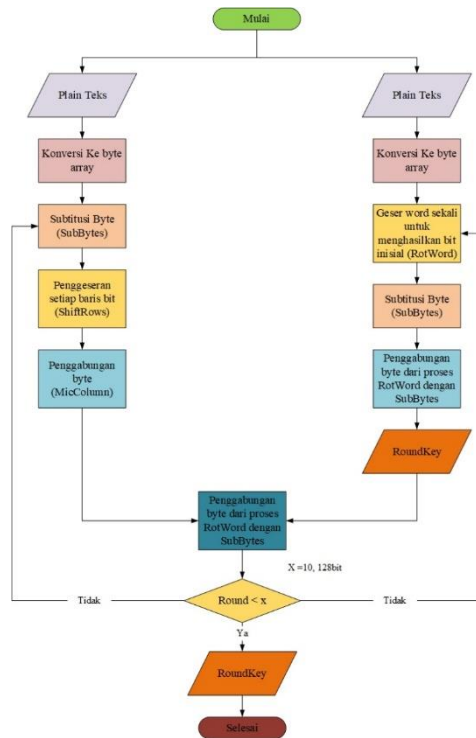 Mulai
Plain Teks
Plain Teks
Konversi Ke byte
array
Konversi Ke byte
array
Subtitusi Byte
(SubBytes)
Geser word sekali
untuk
menghasilkan bit
inisial (RotWord)
Penggeseran
setiap baris bit
(ShiftRows)
Subtitusi Byte
(SubBytes)
Penggabungan
byte
(MicColumn)
Penggabungan
byte dari proses
RotWord dengan
SubBytes
RoundKey
Penggabungan
byte dari proses
RotWord dengan
SubBytes
X =10, 128bit
Tidak
Round < x
Tidak
Ya
RoundKey
Selesai